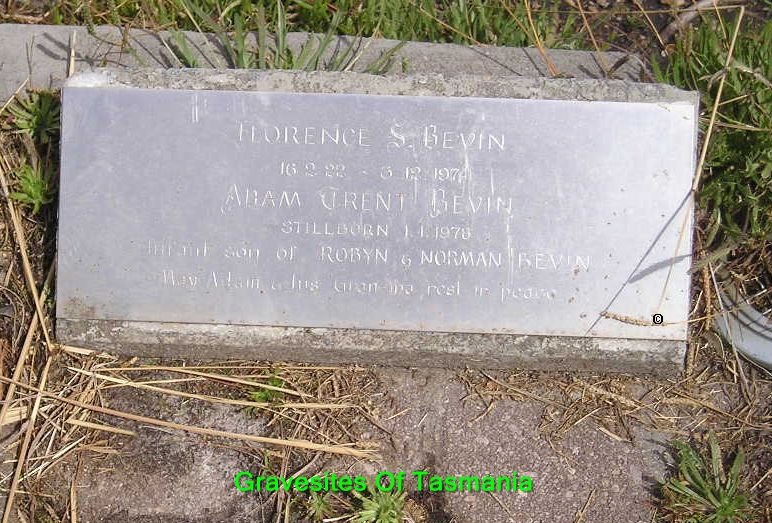 FLORENCE S. BEVIN
16.2.22 - 6.12.1974
ADAM TRENT BEVIN
STILLBORN 1.1.1978
Infant son of ROBYN & NORMAN BEVIN
May Adam & his Grandma rest in peace
©
Gravesites Of Tasmania